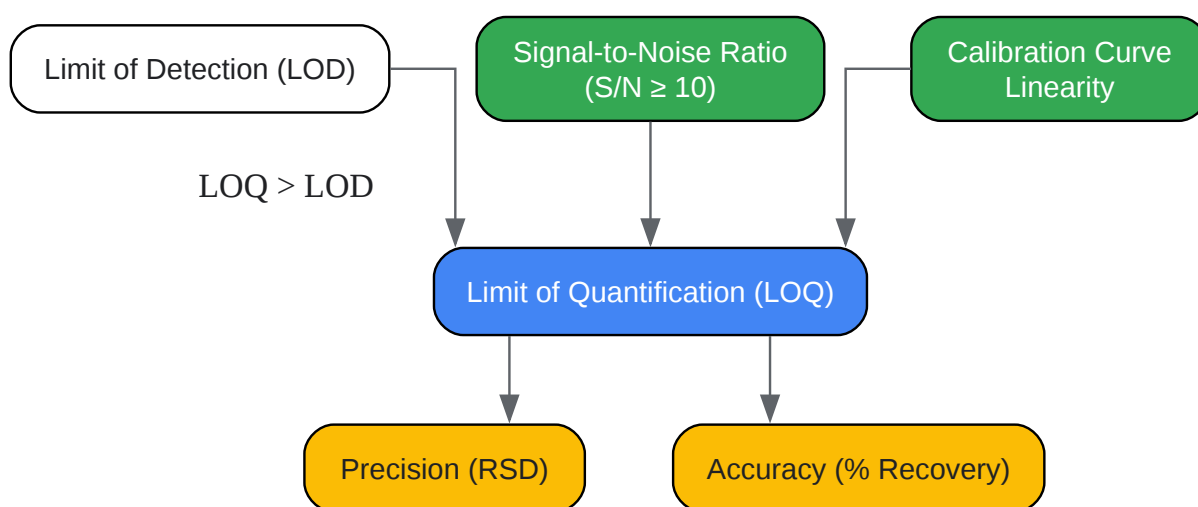 Limit of Detection (LOD)
Signal-to-Noise Ratio
(S/N ≥ 10)
Calibration Curve
Linearity
LOQ > LOD
Limit of Quantification (LOQ)
Precision (RSD)
Accuracy (% Recovery)